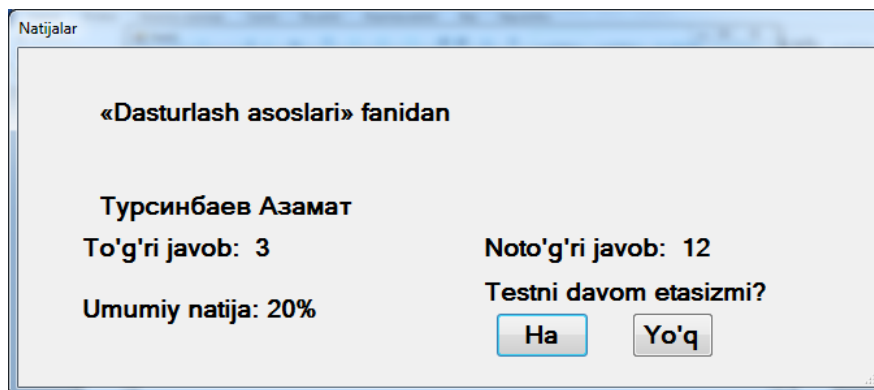 Natijalar
«Dasturlash asoslari» fanidan
Турсинбаев Азамат
To'g'ri javob: 3
Noto'g'ri javob: 12
Umumiy natija: 20%
Testni davom etasizmi?
Ha
Yo'q